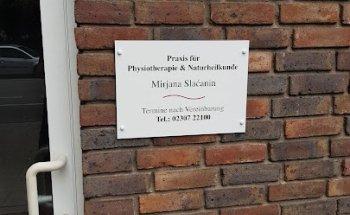 Praxis für
Physiotherapie & Naturheilkunde
Mirjana Slaćanin
Termine nach Vereinbarung
Tel.: 02307 22100